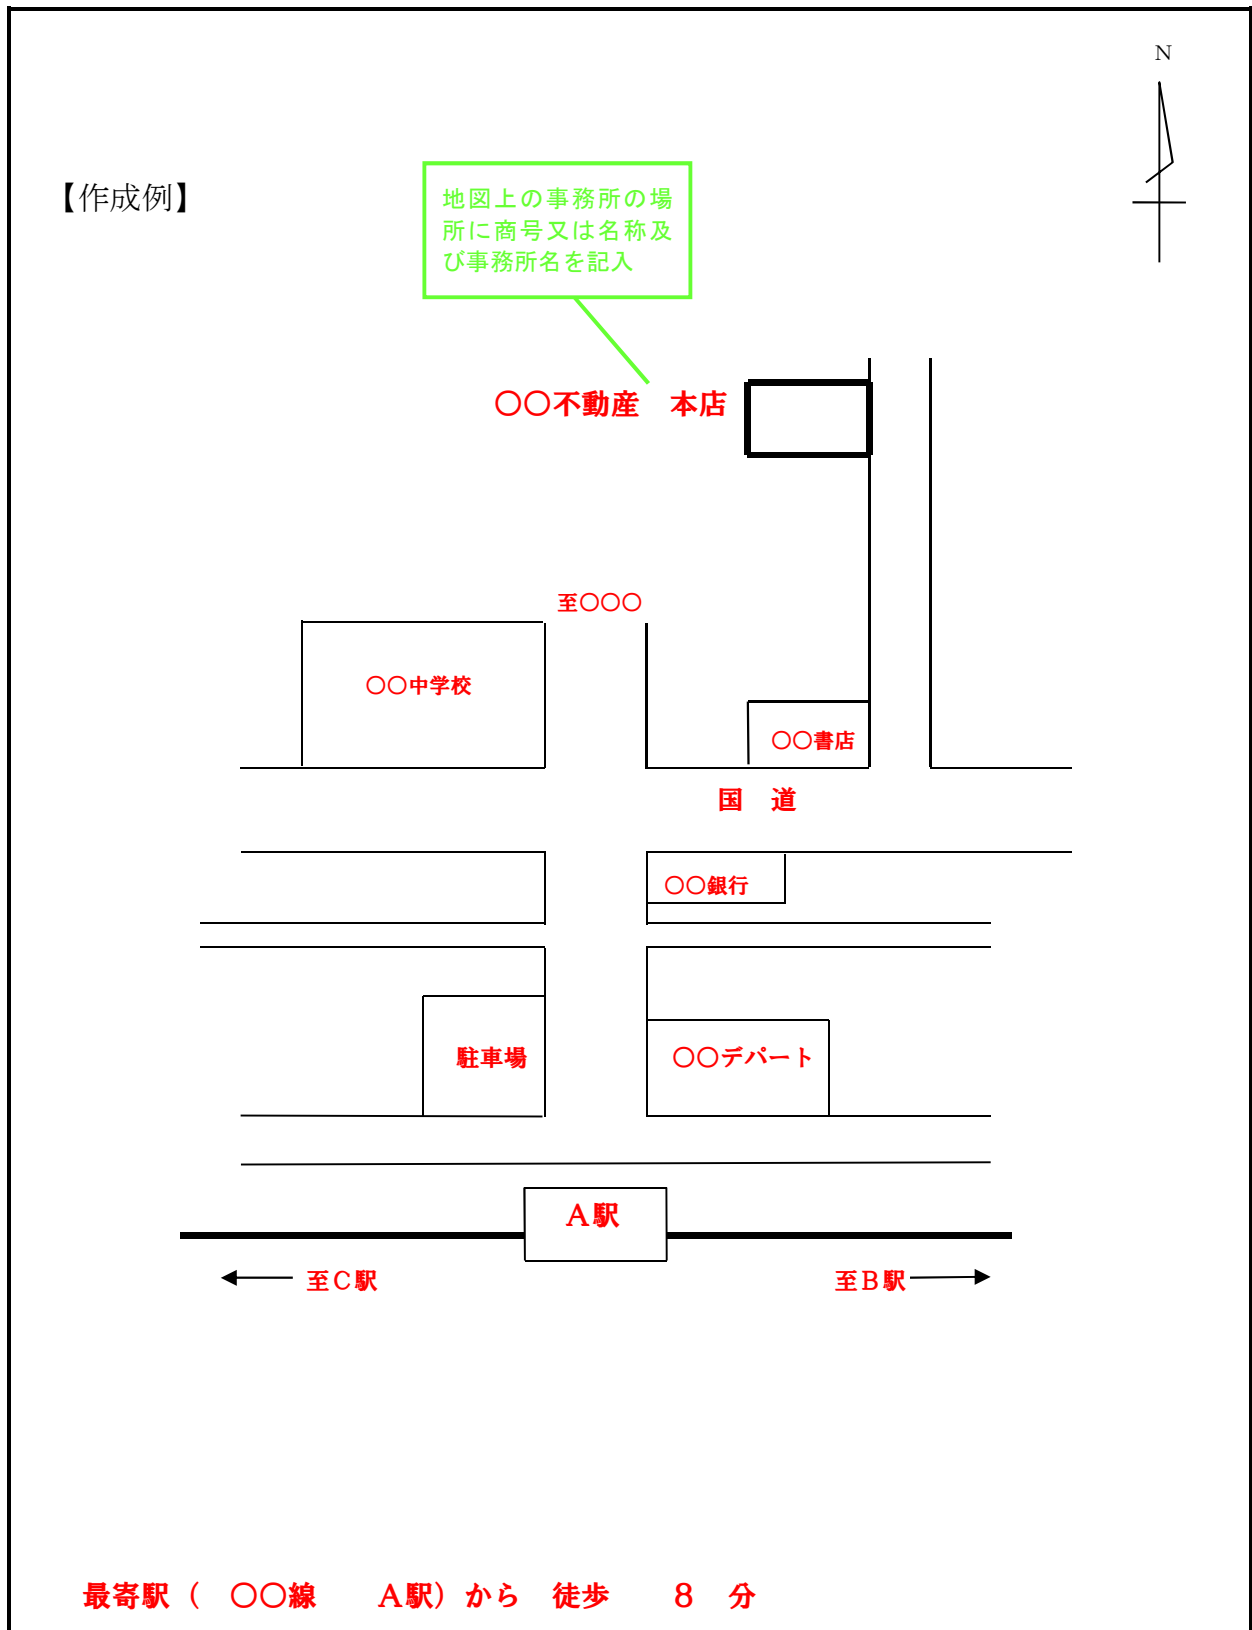 N
【作成例】
地図上の事務所の場
所に商号又は名称及
び事務所名を記入
〇〇不動産　本店
至〇〇〇
〇〇中学校
〇〇書店
国　道
〇〇銀行
駐車場
〇〇デパート
Ａ駅
至Ｃ駅
至Ｂ駅
最寄駅（　〇〇線　　Ａ駅）から　徒歩　　８　分